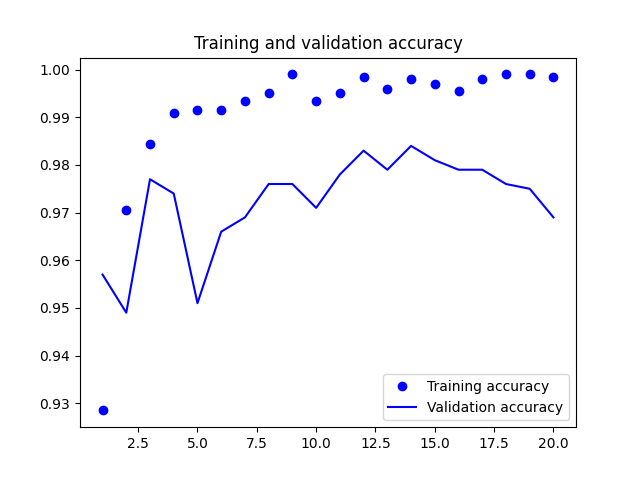 Training and validation accuracy
1.00
0.99
0.98
0.97
0.96
0.95
0.94
0.93
Training accuracy
Validation accuracy
2.5 5.0 7.5 10.0 12.5 15.0 17.5 20.0